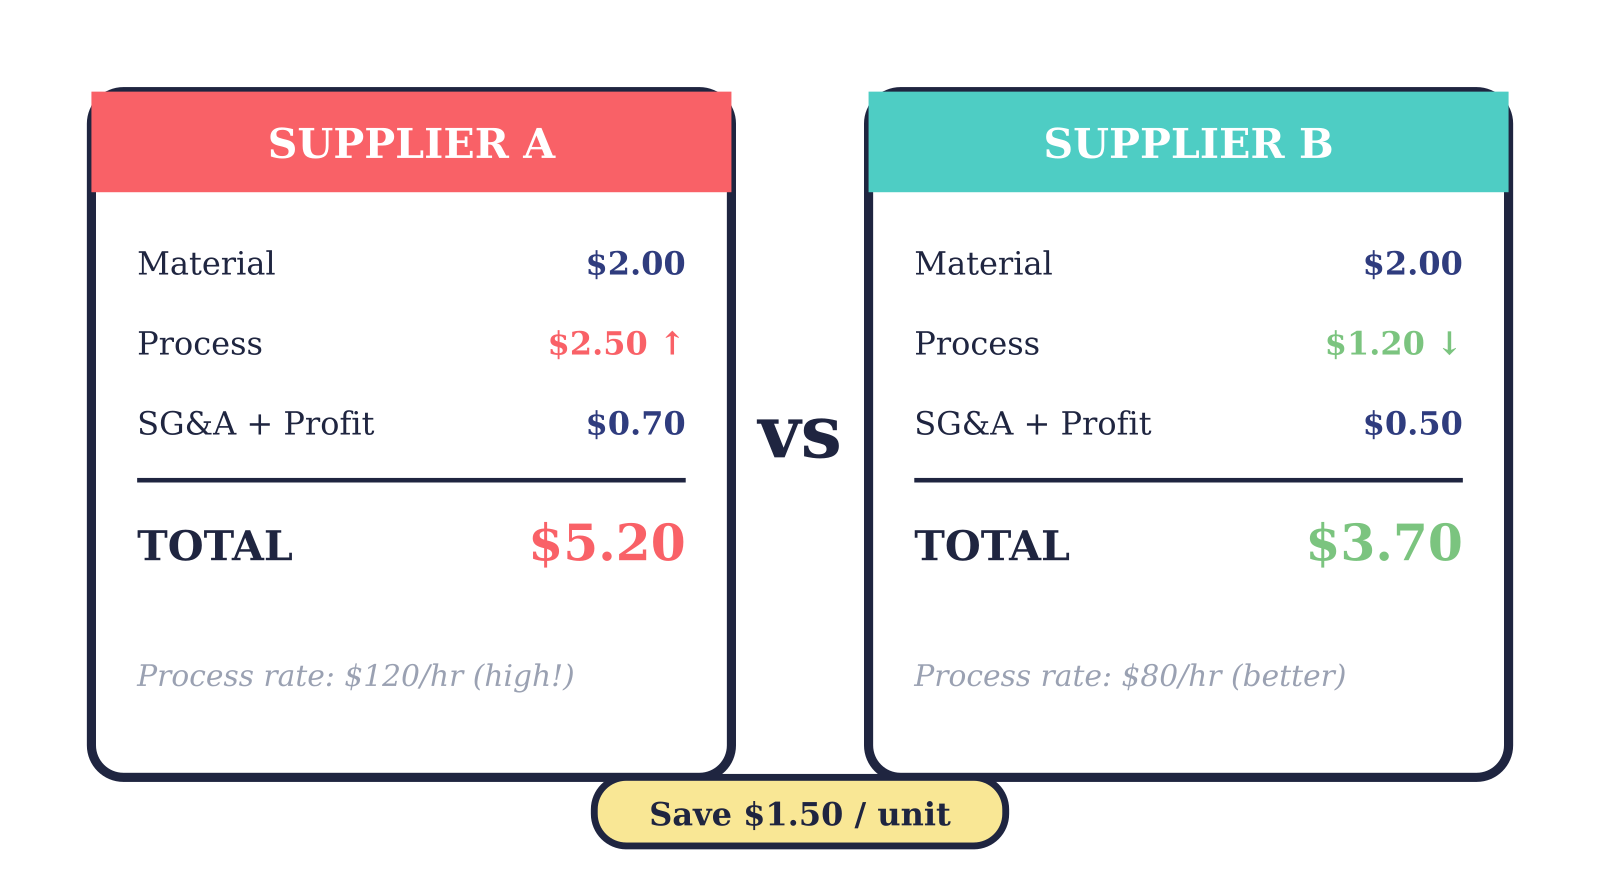 SUPPLIER A
Material $2.00
Process $2.50 ↑
SG&A + Profit $0.70
TOTAL $5.20
Process rate: $120/hr (high!)
vs
SUPPLIER B
Material $2.00
Process $1.20 ↓
SG&A + Profit $0.50
TOTAL $3.70
Process rate: $80/hr (better)
Save $1.50 / unit